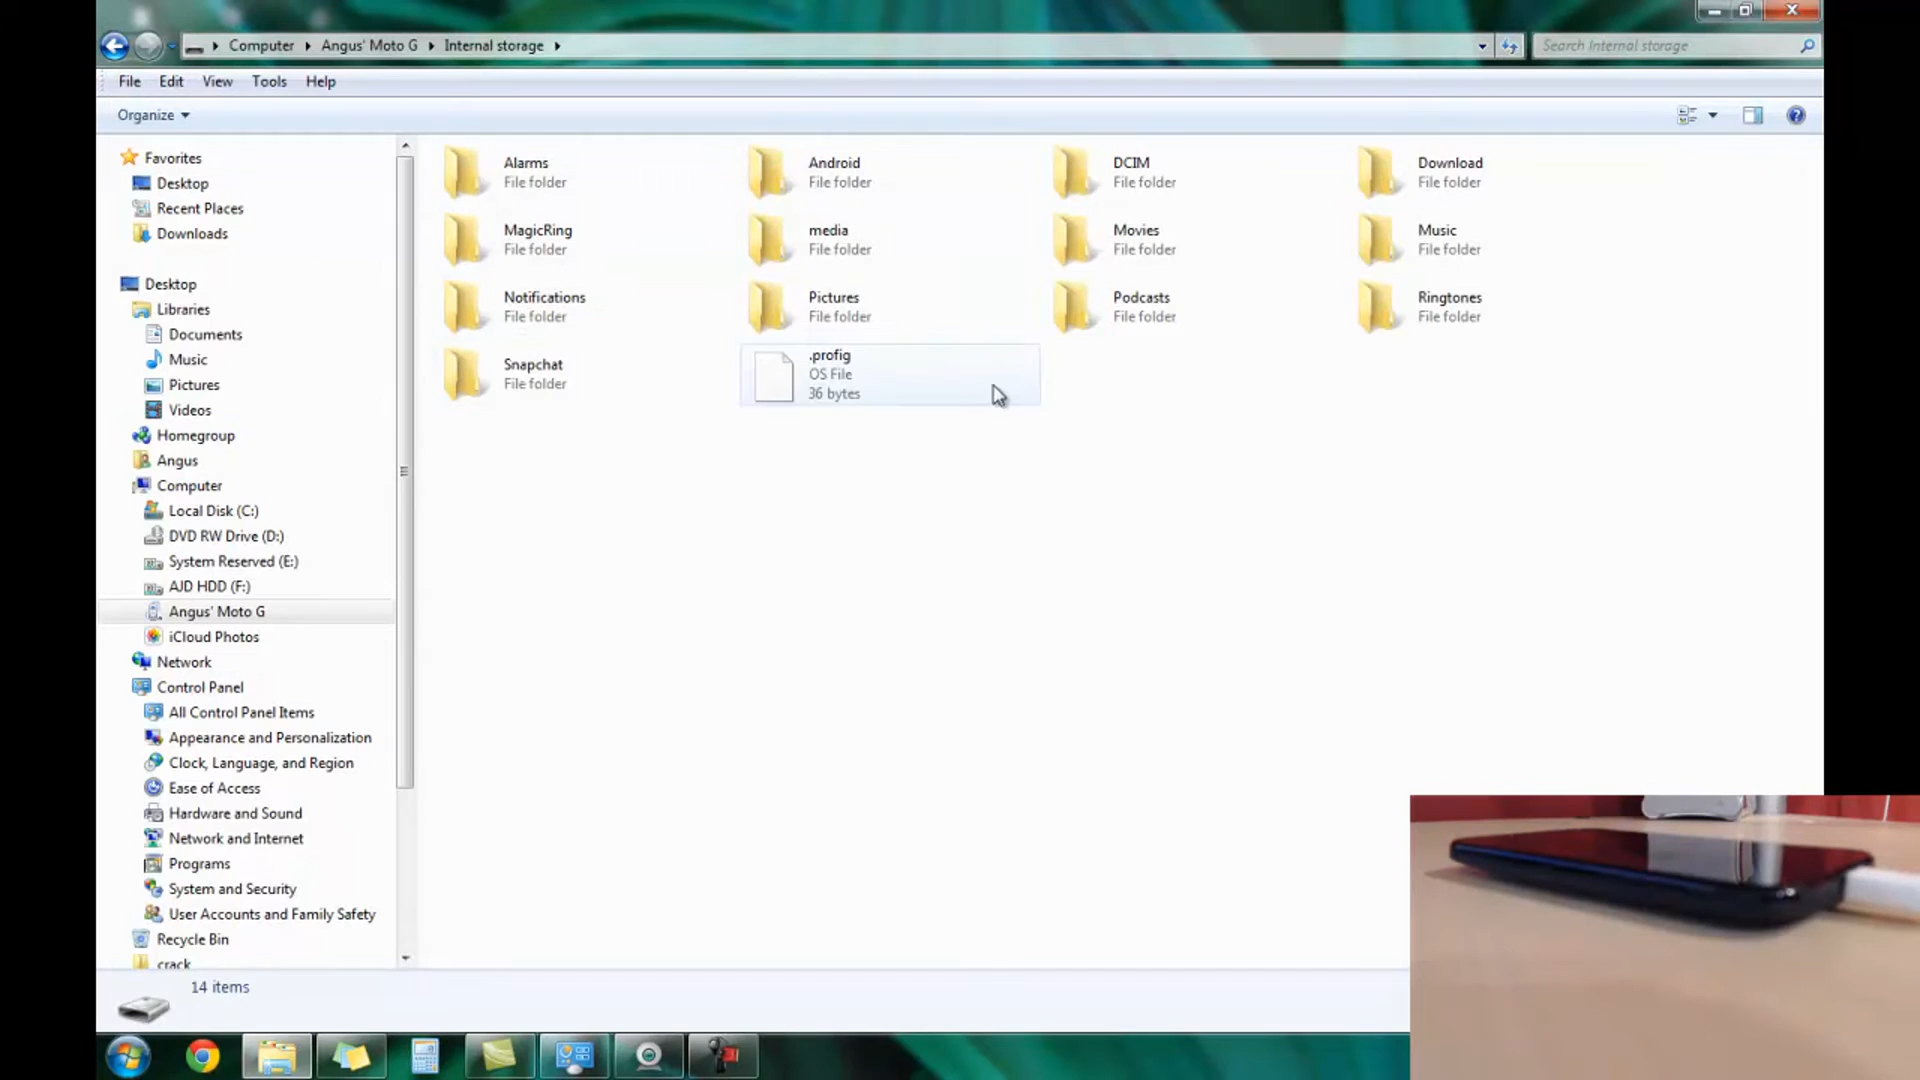 Computer Angus' Moto G Internal storage
Search Internal storage
File Edit View Tools Help
Organize
Favorites
Desktop
Recent Places
Downloads
Desktop
Libraries
Documents
Music
Pictures
Videos
Homegroup
Angus
Computer
Local Disk (C:)
DVD RW Drive (D:)
System Reserved (E:)
AJD HDD (F:)
Angus' Moto G
iCloud Photos
Network
Control Panel
All Control Panel Items
Appearance and Personalization
Clock, Language, and Region
Ease of Access
Hardware and Sound
Network and Internet
Programs
System and Security
User Accounts and Family Safety
Recycle Bin
crack
Alarms
File folder
Android
File folder
DCIM
File folder
Download
File folder
MagicRing
File folder
media
File folder
Movies
File folder
Music
File folder
Notifications
File folder
Pictures
File folder
Podcasts
File folder
Ringtones
File folder
Snapchat
File folder
.profig
OS File
36 bytes
14 items